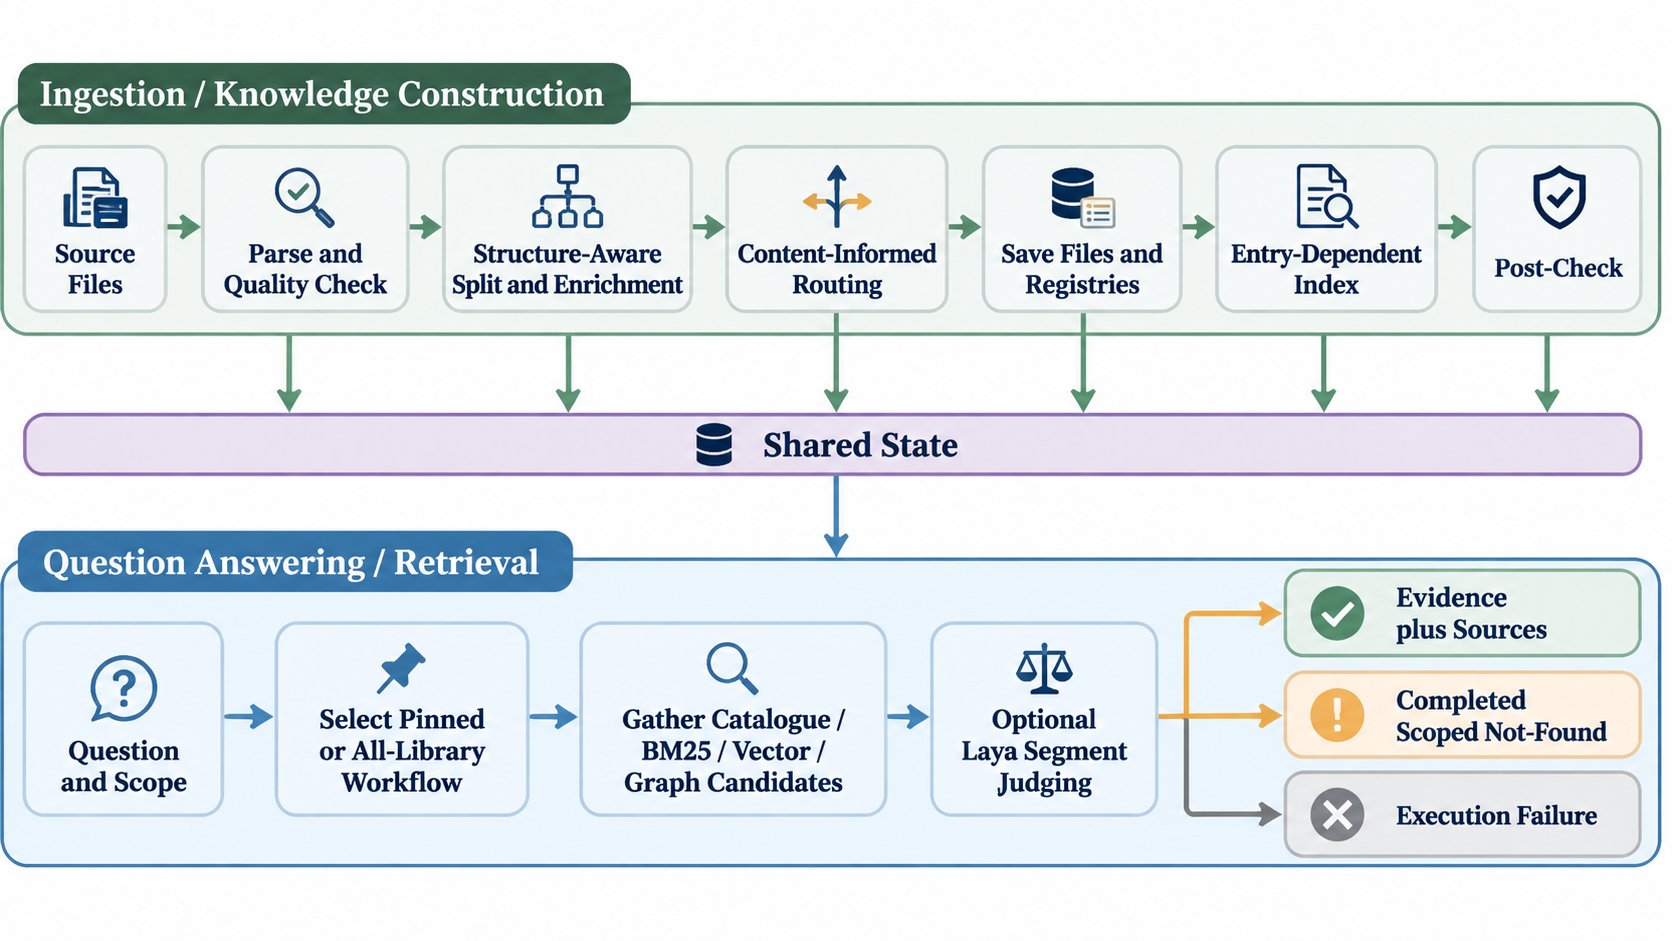 Ingestion / Knowledge Construction
Source
Files
Parse and
Quality Check
Structure-Aware
Split and Enrichment
Content-Informed
Routing
Save Files and
Registries
Entry-Dependent
Index
Post-Check
Shared State
Question Answering / Retrieval
Question
and Scope
Select Pinned
or All-Library
Workflow
Gather Catalogue /
BM25 / Vector /
Graph Candidates
Optional
Laya Segment
Judging
Evidence
plus Sources
Completed
Scoped Not-Found
Execution Failure